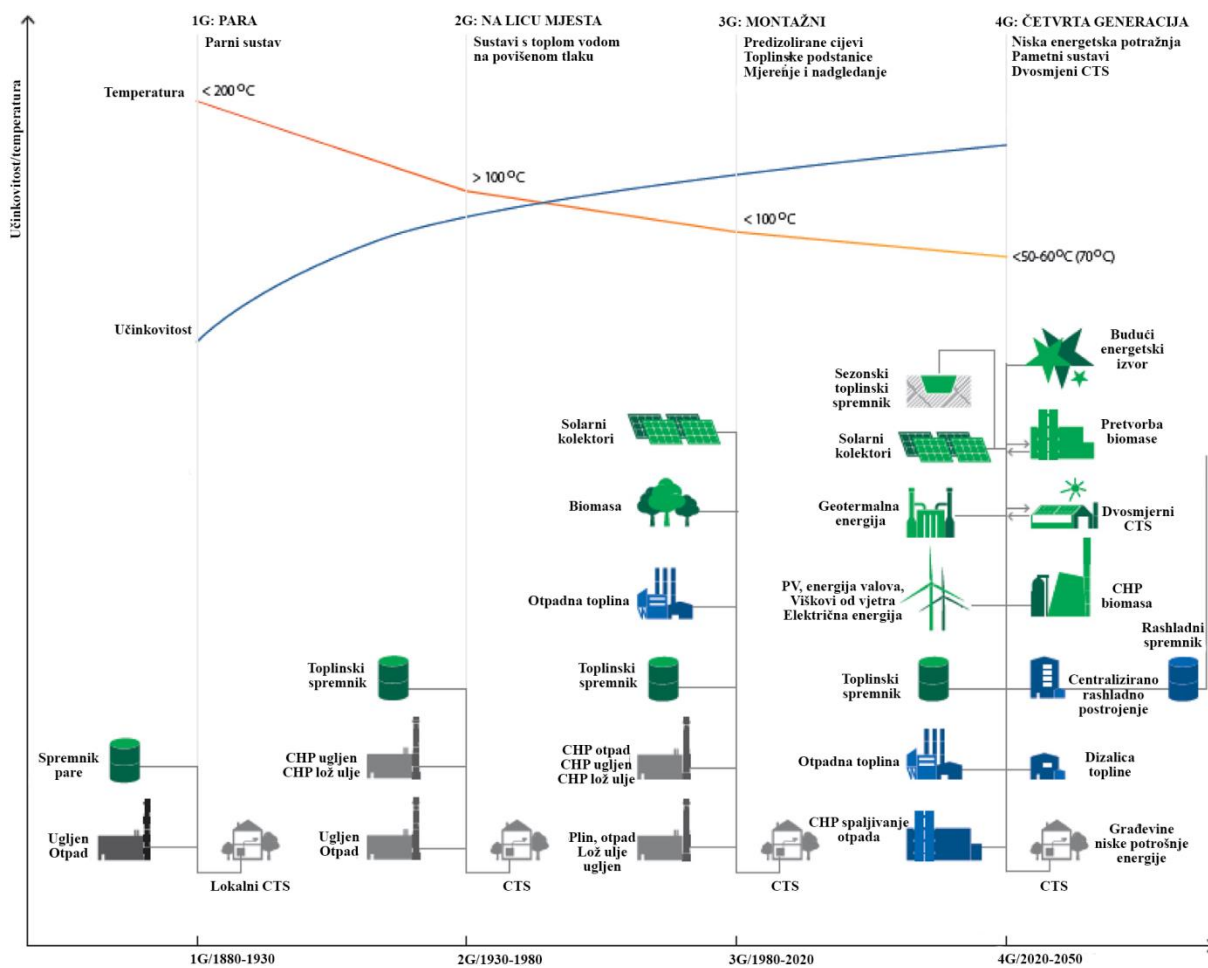 1G: PARA
Parni sustav
2G: NA LICU MJESTA
Sustavi s toplom vodom
na povišenom tlaku
3G: MONTAŽNI
Predizolirane cijevi
Toplinske podstanice
Mjerenje i nadgledanje
4G: ČETVRTA GENERACIJA
Niska energetska potražnja
Pametni sustavi
Dvosmjeni CTS
Učinkovitost/temperatura
Temperatura
< 200 °C
> 100 °C
< 100 °C
<50-60°C (70°C)
Učinkovitost
Spremnik
pare
Ugljen
Otpad
Lokalni CTS
Toplinski
spremnik
CHP ugljen
CHP lož ulje
Ugljen
Otpad
CTS
Solarni
kolektori
Biomasa
Otpadna toplina
Toplinski
spremnik
CHP otpad
CHP ugljen
CHP lož ulje
Plin, otpad
Lož ulje
ugljen
CTS
Sezonski
toplinski
spremnik
Solarni
kolektori
Geotermalna
energija
PV, energija valova,
Viškovi od vjetra
Električna energija
Toplinski
spremnik
Otpadna toplina
CHP spaljivanje
otpada
Budući
energetski
izvor
Pretvorba
biomase
Dvosmjerni
CTS
CHP
biomasa
Rashladni
spremnik
Centralizirano
rashladno
postrojenje
Dizalica
topline
Građevine
niske potrošnje
energije
CTS
1G/1880-1930
2G/1930-1980
3G/1980-2020
4G/2020-2050